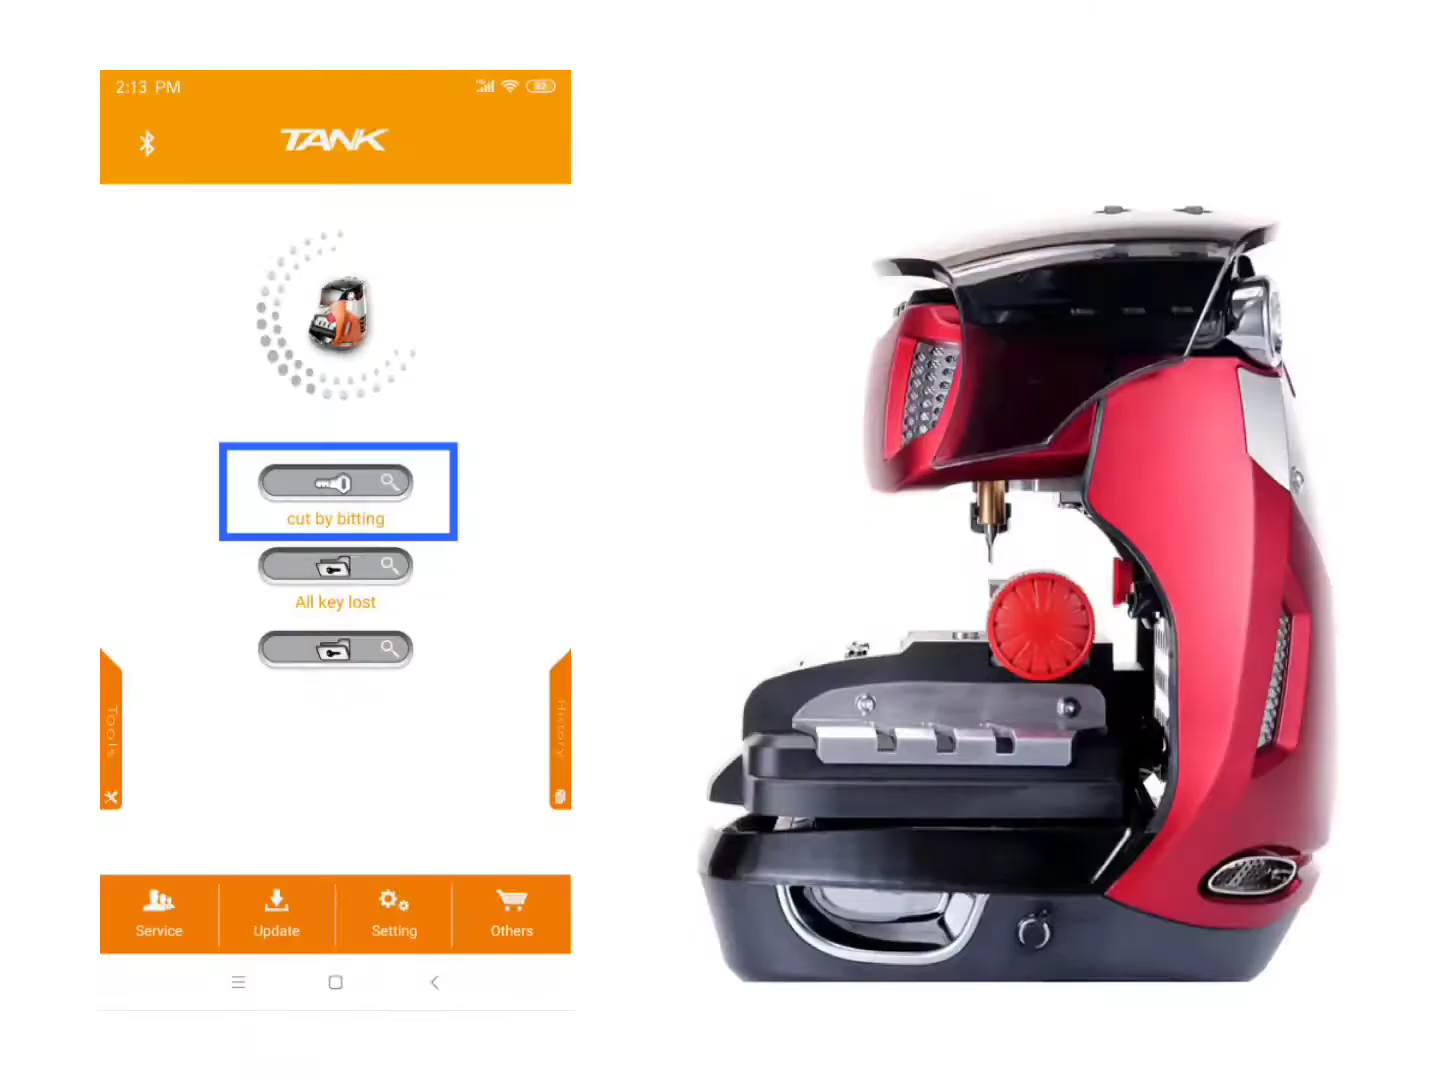 2:13 PM
TANK
cut by bitting
All key lost
Tools
History
Service
Update
Setting
Others